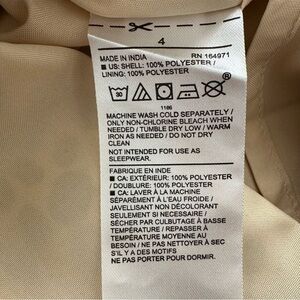 4
MADE IN INDIA RN 164971
■ US: SHELL: 100% POLYESTER /
LINING: 100% POLYESTER
30
1186
MACHINE WASH COLD SEPARATELY /
ONLY NON-CHLORINE BLEACH WHEN
NEEDED / TUMBLE DRY LOW / WARM
IRON AS NEEDED / DO NOT DRY
CLEAN
NOT INTENDED FOR USE AS
SLEEPWEAR.
FABRIQUE EN INDE
■ CA: EXTÉRIEUR: 100% POLYESTER
/ DOUBLURE: 100% POLYESTER
■ CA: LAVER À LA MACHINE
SÉPARÉMENT À L'EAU FROIDE /
JAVELLISANT NON DÉCOLORANT
SEULEMENT SI NECESSAIRE /
SÉCHER PAR CULBUTAGE À BASSE
TEMPÉRATURE / REPASSER À
TEMPÉRATURE MOYENNE AU
BESOIN / NE PAS NETTOYER À SEC
S'IL Y A DES MOTIFS
NE PAS PORTER POUR DORMIR.